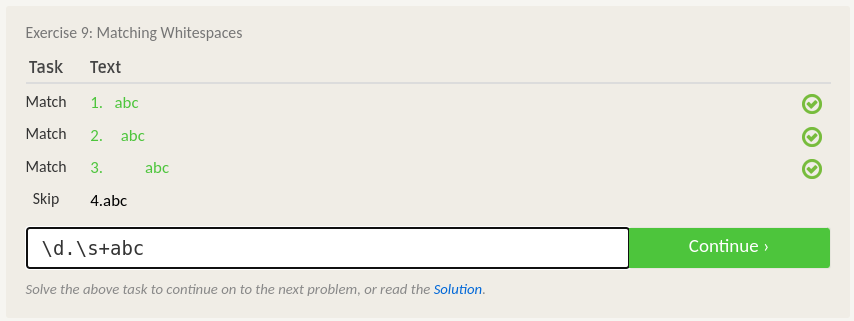 Exercise 9: Matching Whitespaces
Task Text
Match 1. abc
Match 2. abc
Match 3. abc
Skip 4.abc
\d.\s+abc Continue ›
Solve the above task to continue on to the next problem, or read the Solution.